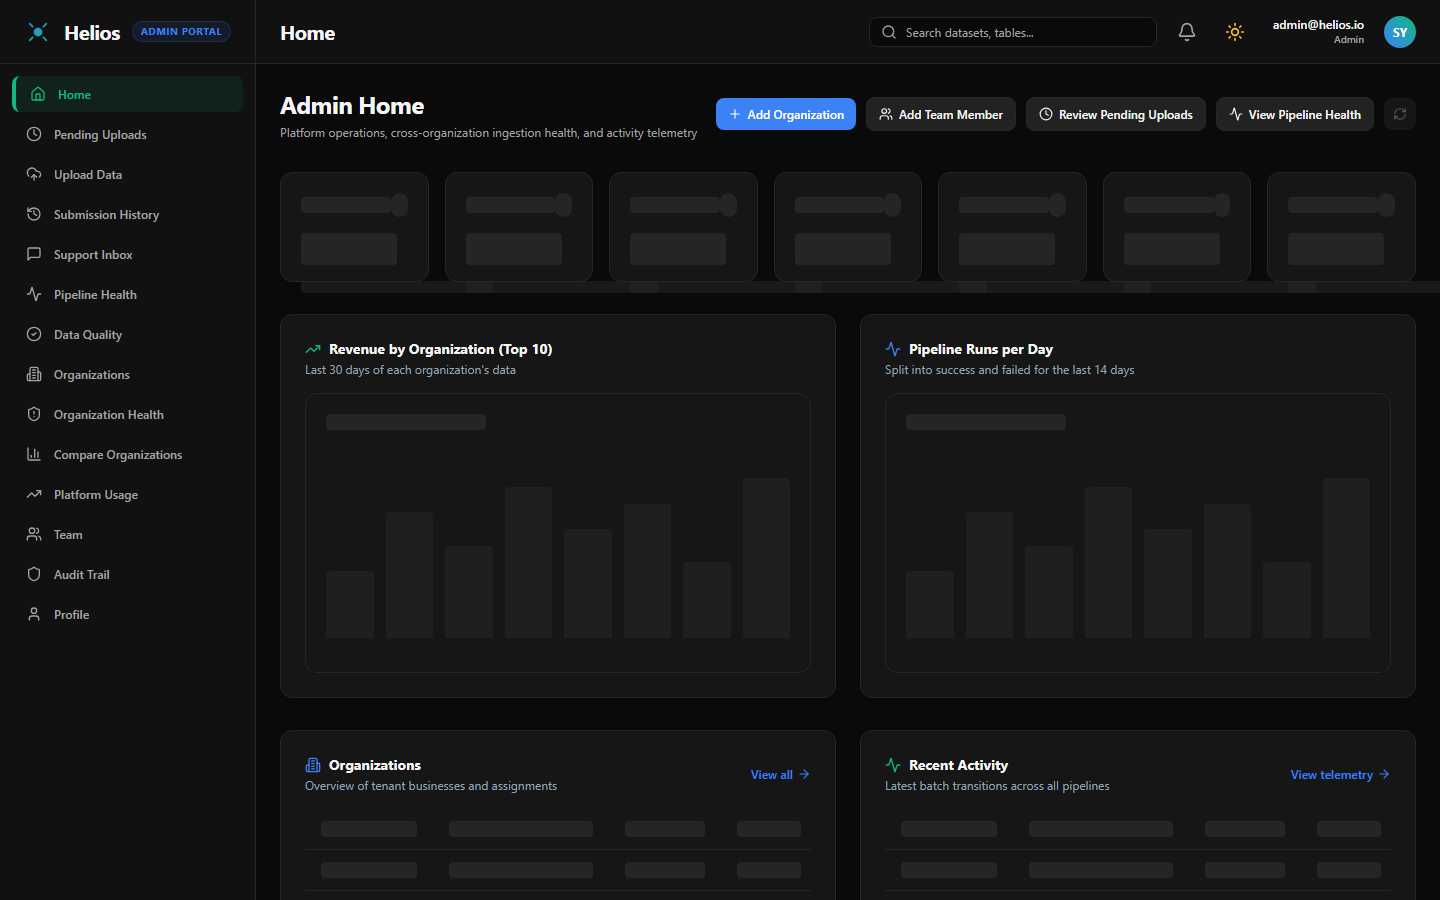 Helios
ADMIN PORTAL
Home
Search datasets, tables...
admin@helios.io
Admin
SY
Home
Pending Uploads
Upload Data
Submission History
Support Inbox
Pipeline Health
Data Quality
Organizations
Organization Health
Compare Organizations
Platform Usage
Team
Audit Trail
Profile
Admin Home
Platform operations, cross-organization ingestion health, and activity telemetry
Add Organization
Add Team Member
Review Pending Uploads
View Pipeline Health
Revenue by Organization (Top 10)
Last 30 days of each organization's data
Pipeline Runs per Day
Split into success and failed for the last 14 days
Organizations
Overview of tenant businesses and assignments
View all
Recent Activity
Latest batch transitions across all pipelines
View telemetry